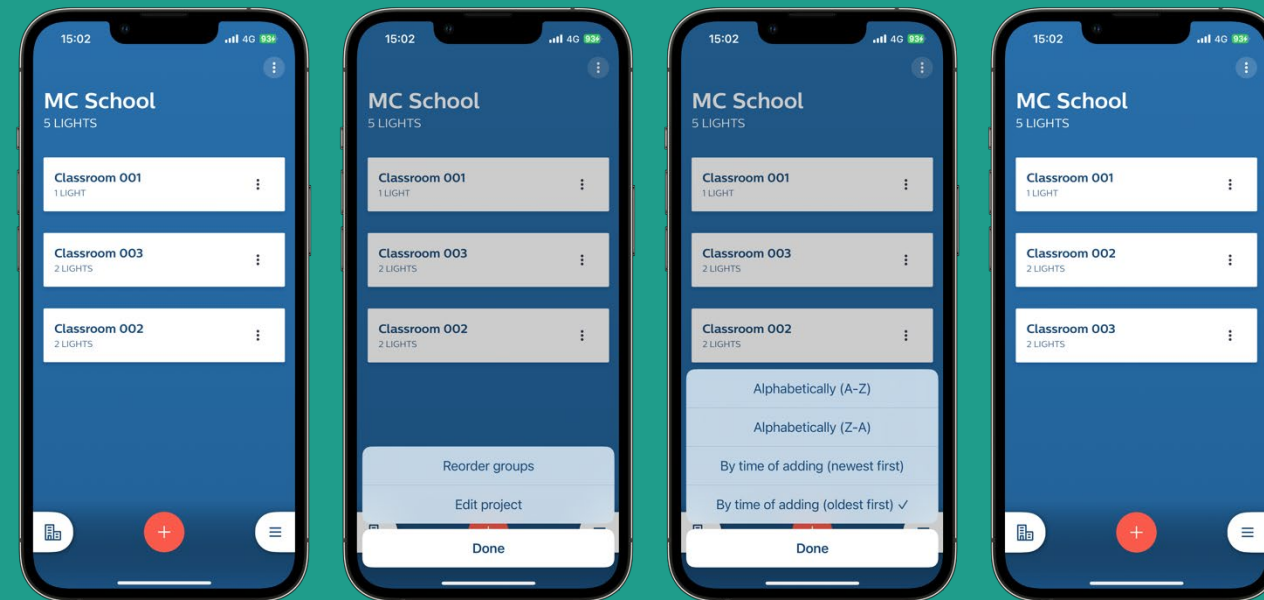 15:02
4G 93+
MC School
5 LIGHTS
Classroom 001
1 LIGHT
Classroom 003
2 LIGHTS
Classroom 002
2 LIGHTS
15:02
4G 93+
MC School
5 LIGHTS
Classroom 001
1 LIGHT
Classroom 003
2 LIGHTS
Classroom 002
2 LIGHTS
Reorder groups
Edit project
Done
15:02
4G 93+
MC School
5 LIGHTS
Classroom 001
1 LIGHT
Classroom 003
2 LIGHTS
Classroom 002
2 LIGHTS
Alphabetically (A-Z)
Alphabetically (Z-A)
By time of adding (newest first)
By time of adding (oldest first) ✓
Done
15:02
4G 93+
MC School
5 LIGHTS
Classroom 001
1 LIGHT
Classroom 002
2 LIGHTS
Classroom 003
2 LIGHTS